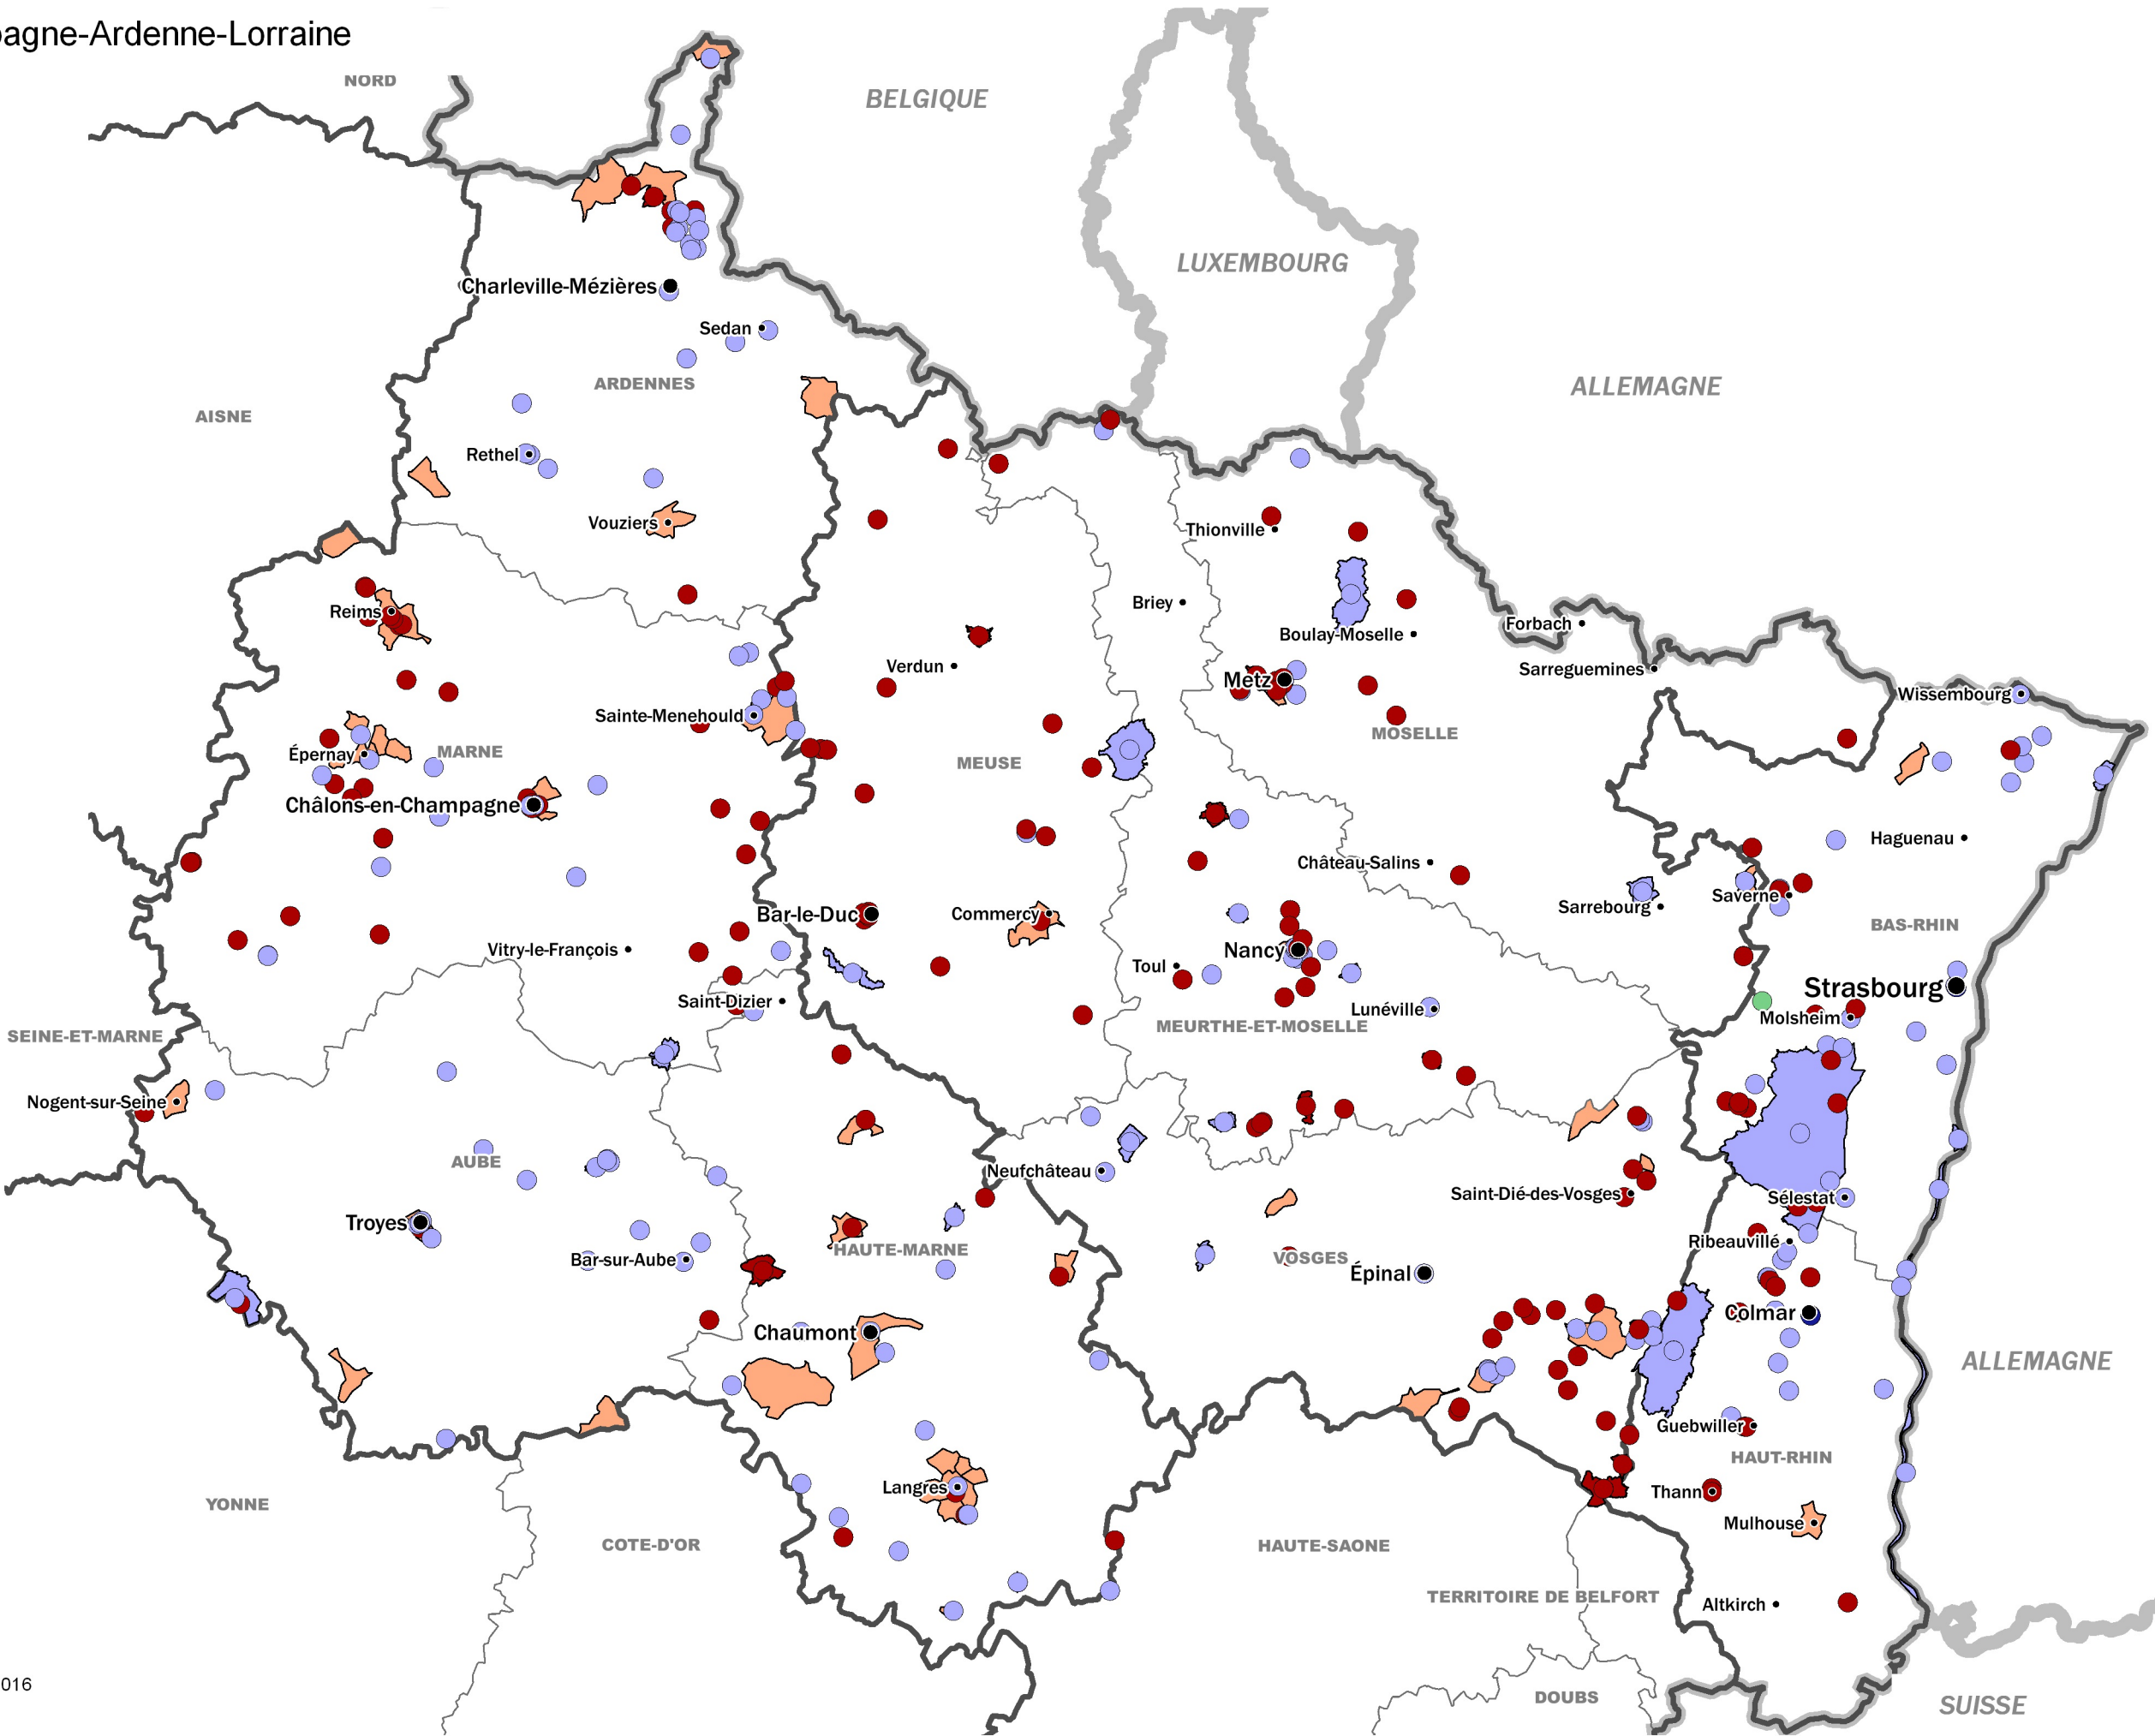 pagne-Ardenne-Lorraine
NORD
BELGIQUE
LUXEMBOURG
Charleville-Mézières
Sedan
ARDENNES
ALLEMAGNE
AISNE
Rethel
Vouziers
Thionville
Reims
Briey
Forbach
Boulay-Moselle
Verdun
Sarreguemines
Metz
Wissembourg
Sainte-Menehould
MOSELLE
Épernay
MARNE
MEUSE
Châlons-en-Champagne
Haguenau
Château-Salins
Saverne
Sarrebourg
Bar-le-Duc
Commercy
BAS-RHIN
Vitry-le-François
Nancy
Toul
Strasbourg
Saint-Dizier
Lunéville
Molsheim
MEURTHE-ET-MOSELLE
SEINE-ET-MARNE
Nogent-sur-Seine
AUBE
Neufchâteau
Saint-Dié-des-Vosges
Sélestat
Troyes
Ribeauvillé
HAUTE-MARNE
VOSGES
Bar-sur-Aube
Épinal
Colmar
Chaumont
ALLEMAGNE
Guebwiller
HAUT-RHIN
Langres
Thann
YONNE
Mulhouse
COTE-D'OR
HAUTE-SAONE
TERRITOIRE DE BELFORT
Altkirch
016
DOUBS
SUISSE